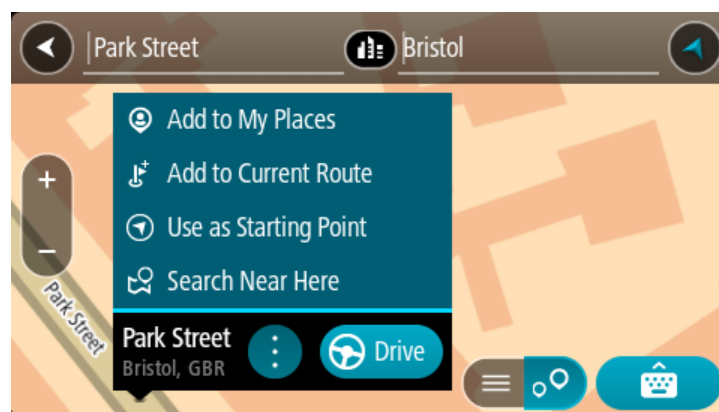 Park Street
Bristol
Add to My Places
Add to Current Route
Use as Starting Point
Search Near Here
Park Street
Park Street
Bristol, GBR
Drive